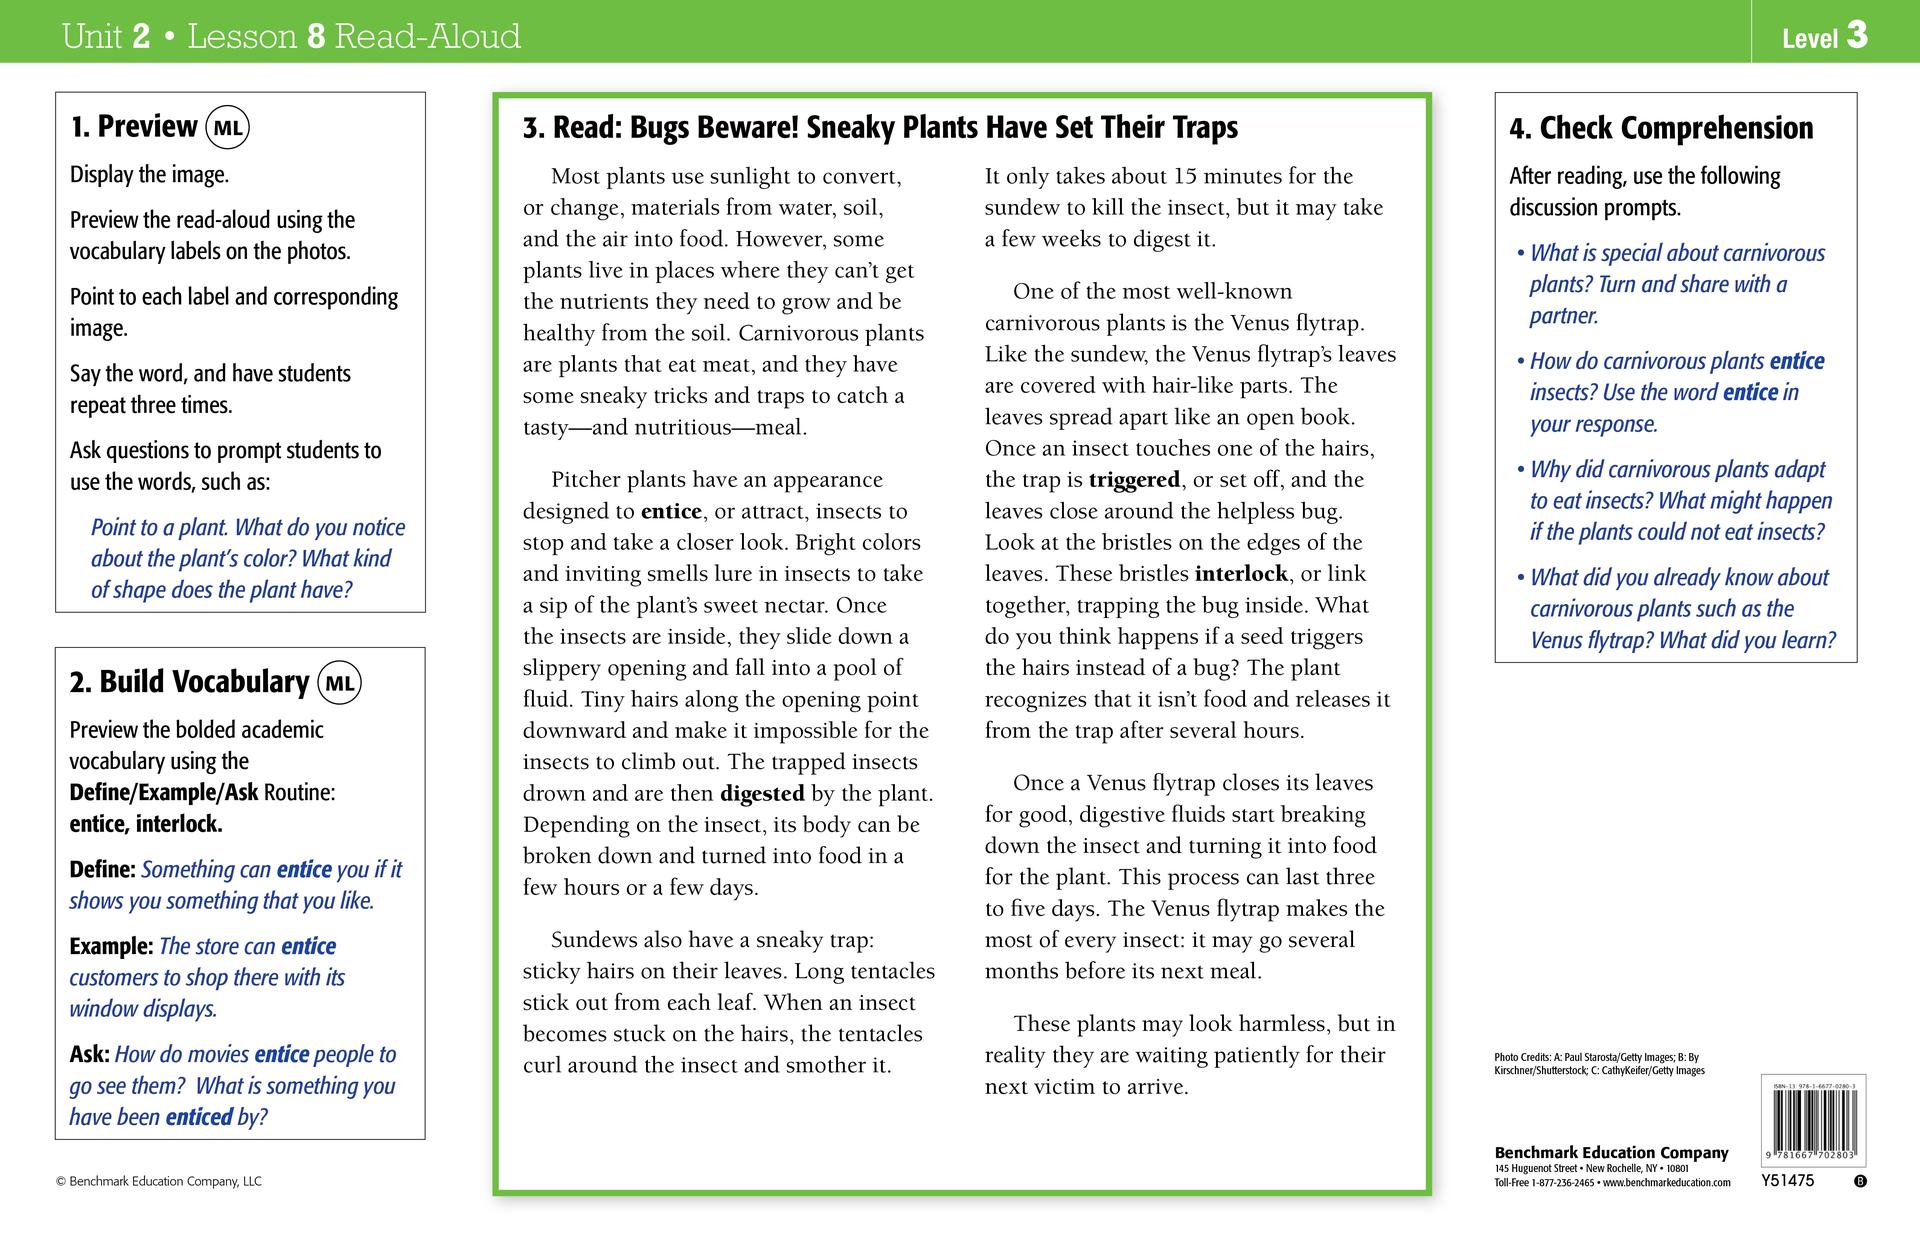 Unit 2 • Lesson 8 Read-Aloud
Level 3
1. Preview ML
Display the image.
Preview the read-aloud using the
vocabulary labels on the photos.
Point to each label and corresponding
image.
Say the word, and have students
repeat three times.
Ask questions to prompt students to
use the words, such as:
Point to a plant. What do you notice
about the plant's color? What kind
of shape does the plant have?
2. Build Vocabulary ML
Preview the bolded academic
vocabulary using the
Define/Example/Ask Routine:
entice, interlock.
Define: Something can entice you if it
shows you something that you like.
Example: The store can entice
customers to shop there with its
window displays.
Ask: How do movies entice people to
go see them? What is something you
have been enticed by?
© Benchmark Education Company, LLC
3. Read: Bugs Beware! Sneaky Plants Have Set Their Traps
Most plants use sunlight to convert,
or change, materials from water, soil,
and the air into food. However, some
plants live in places where they can't get
the nutrients they need to grow and be
healthy from the soil. Carnivorous plants
are plants that eat meat, and they have
some sneaky tricks and traps to catch a
tasty—and nutritious—meal.
Pitcher plants have an appearance
designed to entice, or attract, insects to
stop and take a closer look. Bright colors
and inviting smells lure in insects to take
a sip of the plant's sweet nectar. Once
the insects are inside, they slide down a
slippery opening and fall into a pool of
fluid. Tiny hairs along the opening point
downward and make it impossible for the
insects to climb out. The trapped insects
drown and are then digested by the plant.
Depending on the insect, its body can be
broken down and turned into food in a
few hours or a few days.
Sundews also have a sneaky trap:
sticky hairs on their leaves. Long tentacles
stick out from each leaf. When an insect
becomes stuck on the hairs, the tentacles
curl around the insect and smother it.
It only takes about 15 minutes for the
sundew to kill the insect, but it may take
a few weeks to digest it.
One of the most well-known
carnivorous plants is the Venus flytrap.
Like the sundew, the Venus flytrap's leaves
are covered with hair-like parts. The
leaves spread apart like an open book.
Once an insect touches one of the hairs,
the trap is triggered, or set off, and the
leaves close around the helpless bug.
Look at the bristles on the edges of the
leaves. These bristles interlock, or link
together, trapping the bug inside. What
do you think happens if a seed triggers
the hairs instead of a bug? The plant
recognizes that it isn't food and releases it
from the trap after several hours.
Once a Venus flytrap closes its leaves
for good, digestive fluids start breaking
down the insect and turning it into food
for the plant. This process can last three
to five days. The Venus flytrap makes the
most of every insect: it may go several
months before its next meal.
These plants may look harmless, but in
reality they are waiting patiently for their
next victim to arrive.
4. Check Comprehension
After reading, use the following
discussion prompts.
• What is special about carnivorous
plants? Turn and share with a
partner.
• How do carnivorous plants entice
insects? Use the word entice in
your response.
• Why did carnivorous plants adapt
to eat insects? What might happen
if the plants could not eat insects?
• What did you already know about
carnivorous plants such as the
Venus flytrap? What did you learn?
Photo Credits: A: Paul Starosta/Getty Images; B: By
Kirschner/Shutterstock; C: CathyKeifer/Getty Images
Benchmark Education Company
145 Huguenot Street • New Rochelle, NY • 10801
Toll-Free 1-877-236-2465 • www.benchmarkeducation.com
ISBN-13 978-1-6677-0280-3
9 781667 702803
Y51475
B